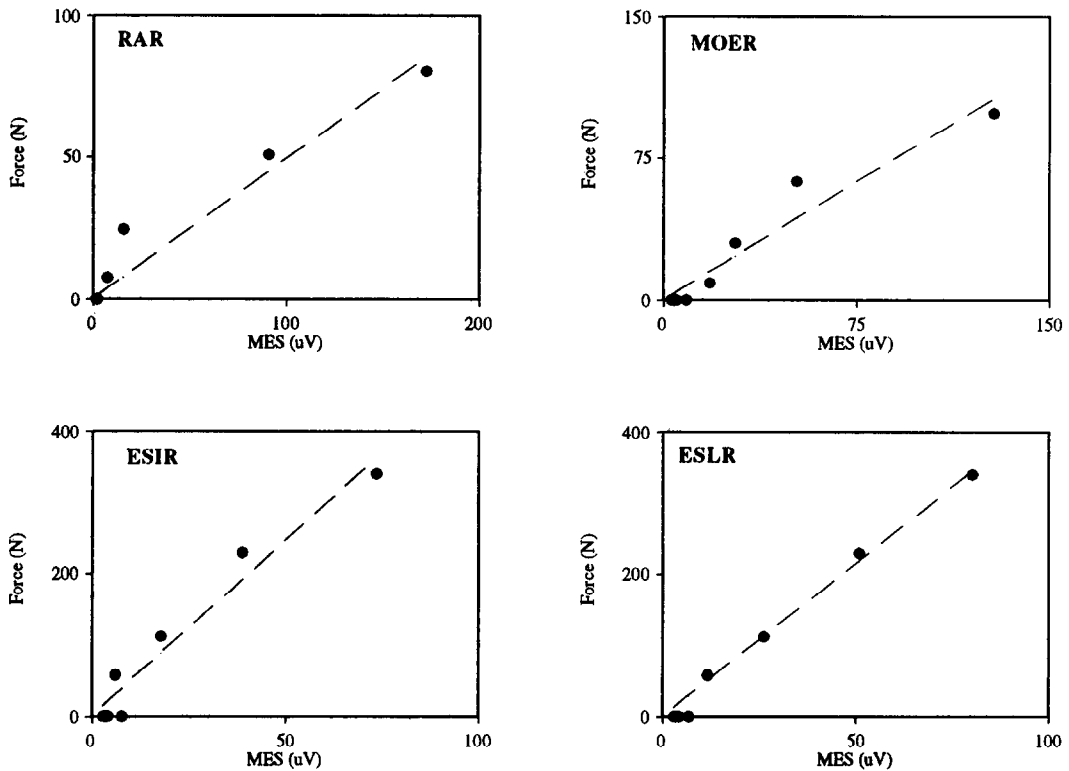 RAR
100
50
0
Force (N)
0 100 200
MES (uV)
MOER
150
75
0
Force (N)
0 75 150
MES (uV)
ESIR
400
200
0
Force (N)
0 50 100
MES (uV)
ESLR
400
200
0
Force (N)
0 50 100
MES (uV)